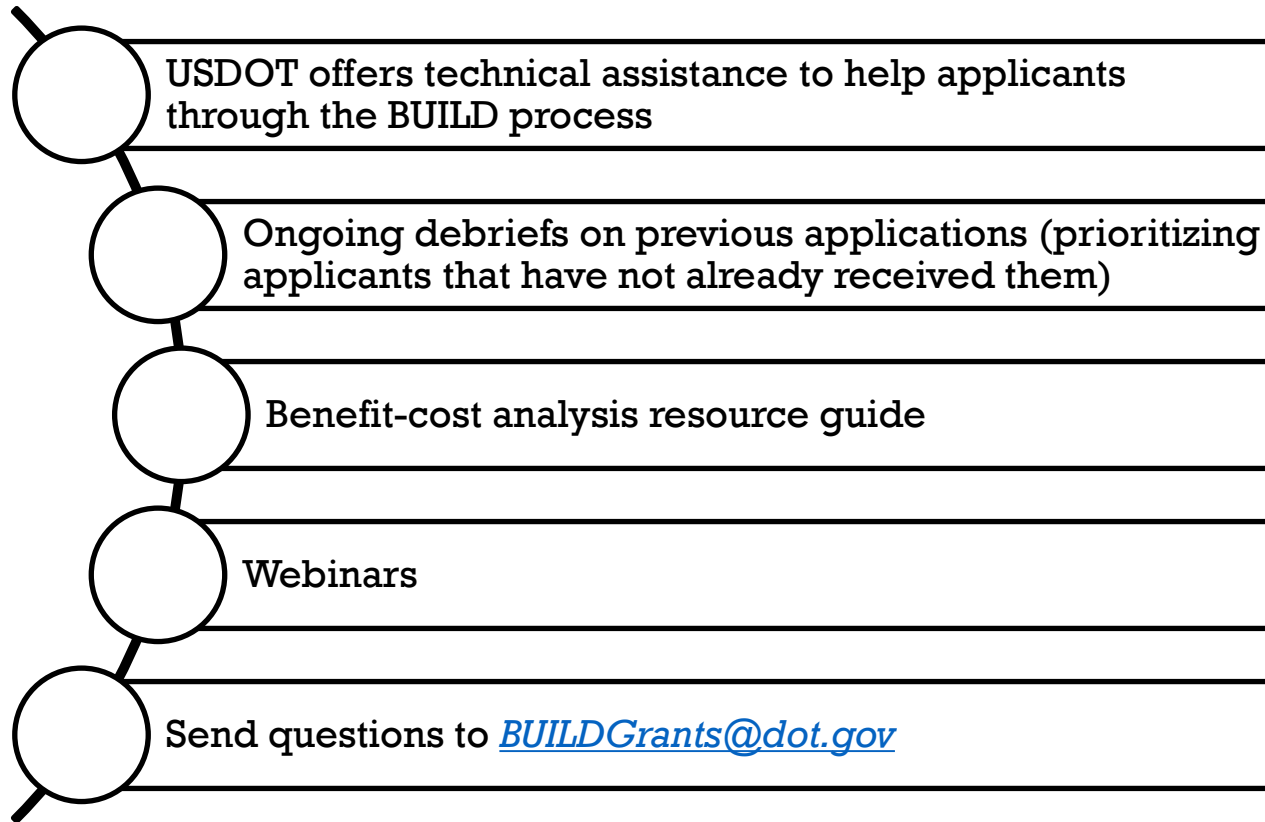 USDOT offers technical assistance to help applicants
through the BUILD process
Ongoing debriefs on previous applications (prioritizing
applicants that have not already received them)
Benefit-cost analysis resource guide
Webinars
Send questions to BUILDGrants@dot.gov